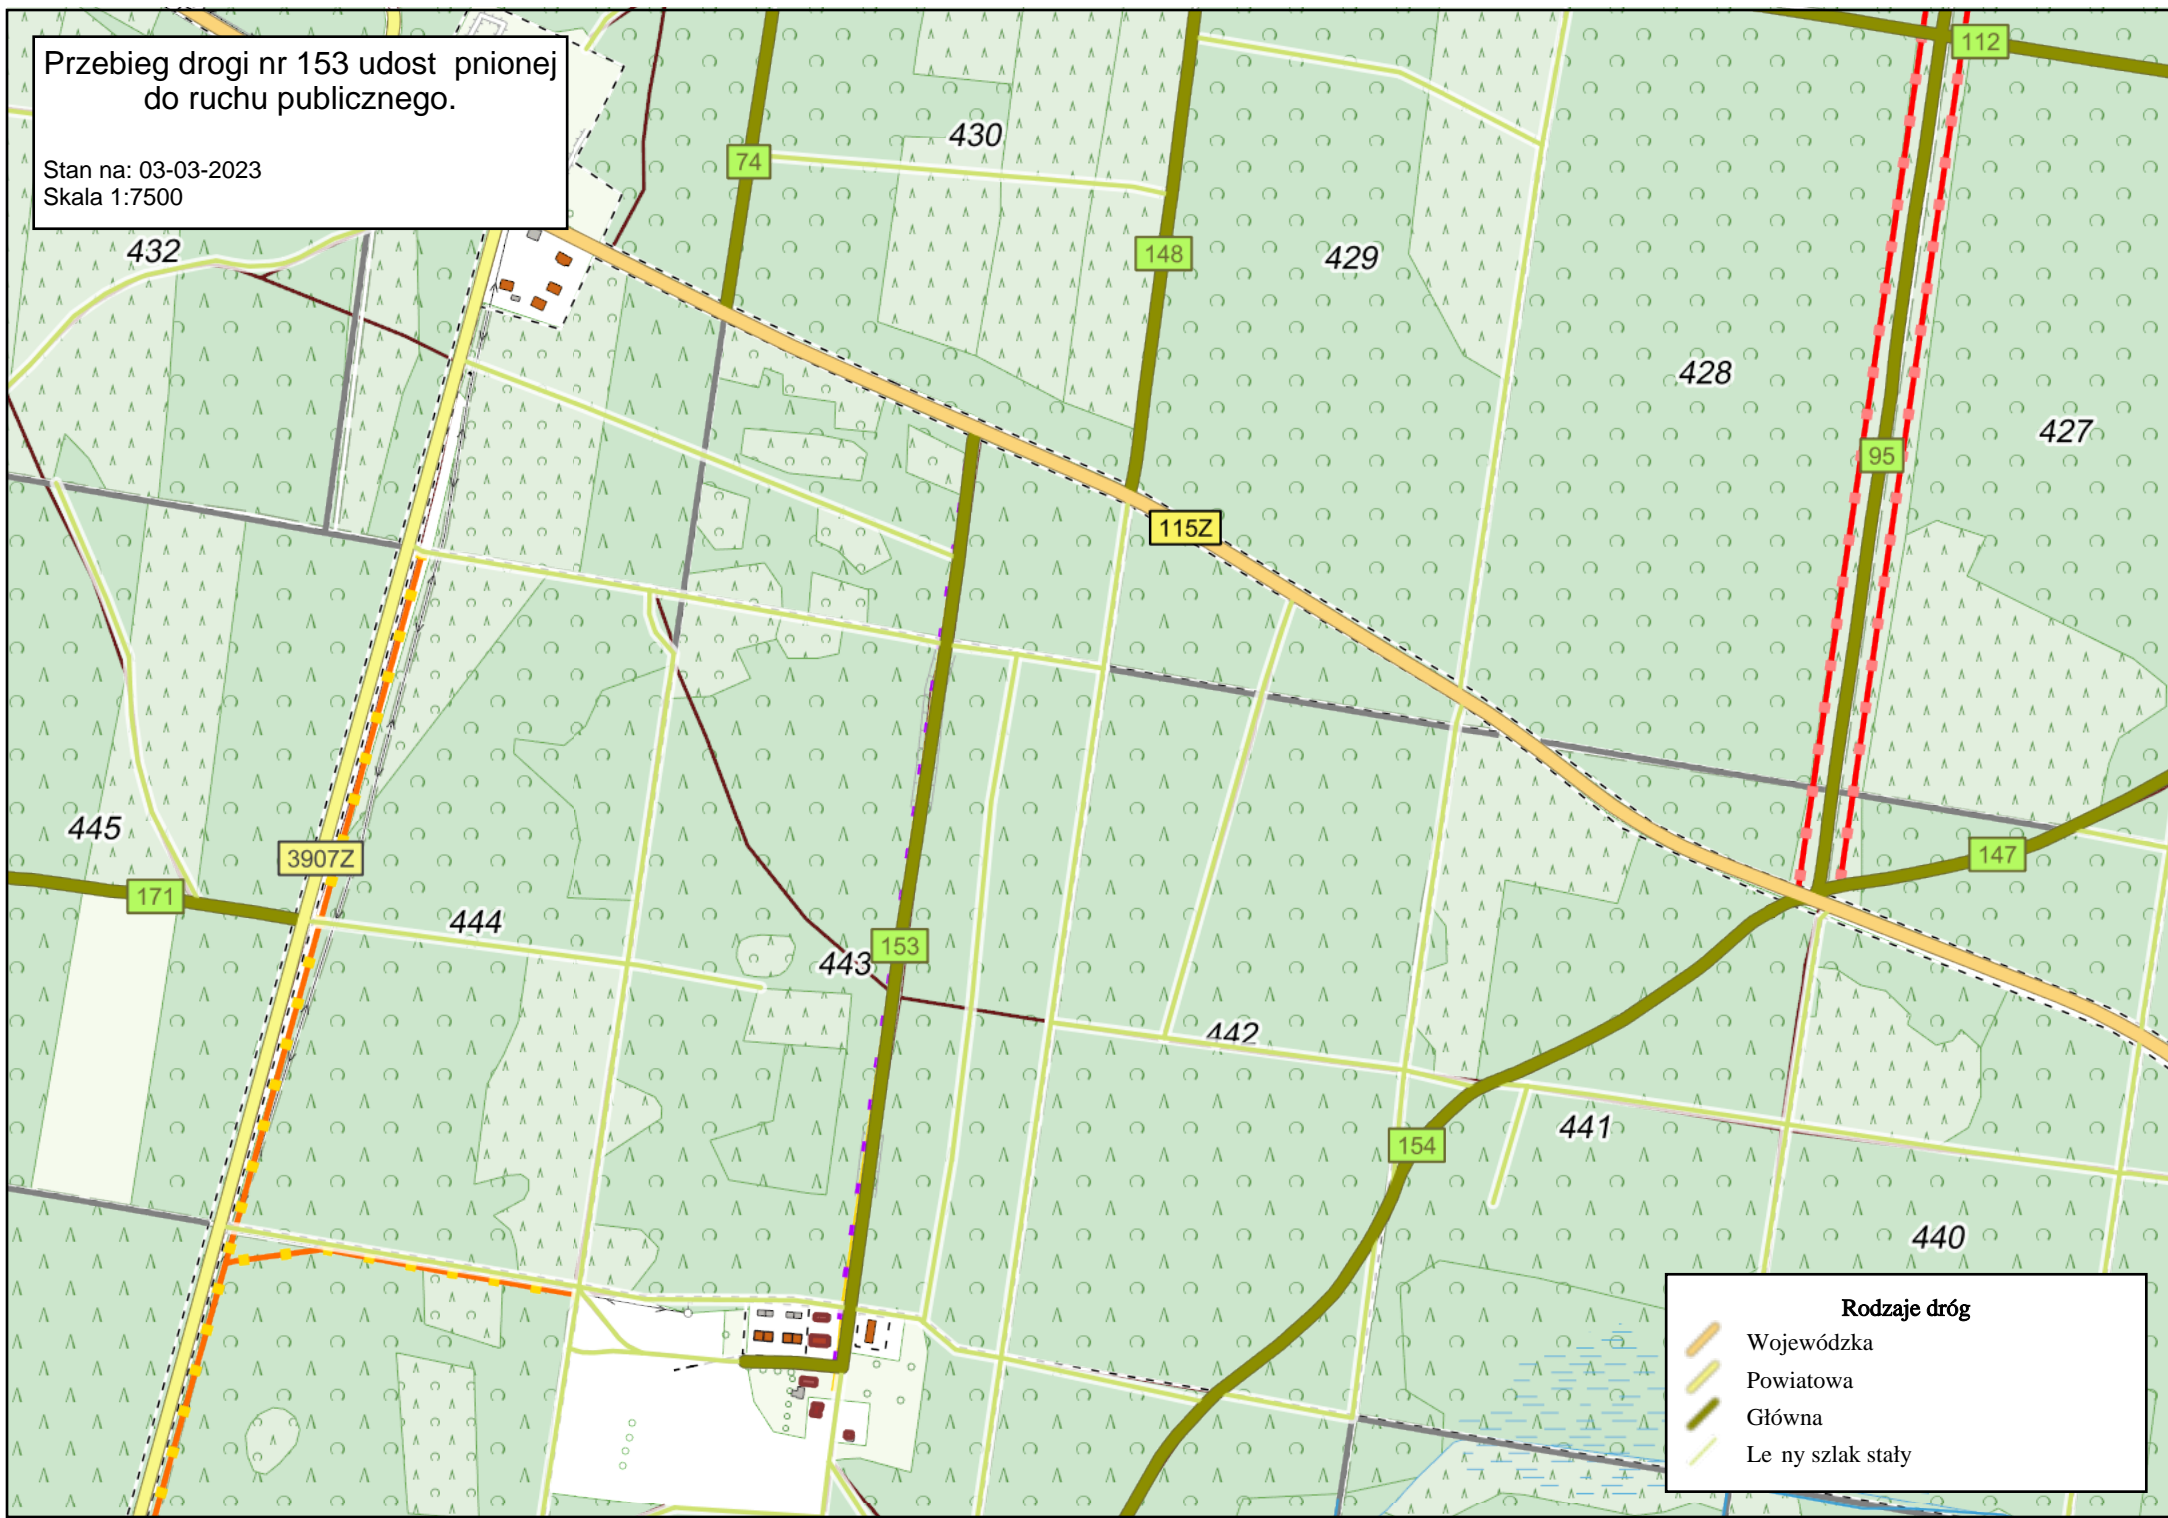 Przebieg drogi nr 153 udost pnionej
do ruchu publicznego.
Stan na: 03-03-2023
Skala 1:7500
112
430
74
432
148
429
428
427
95
115Z
445
3907Z
147
171
444
153
443
442
441
154
440
Rodzaje dróg
Wojewódzka
Powiatowa
Główna
Le ny szlak stały